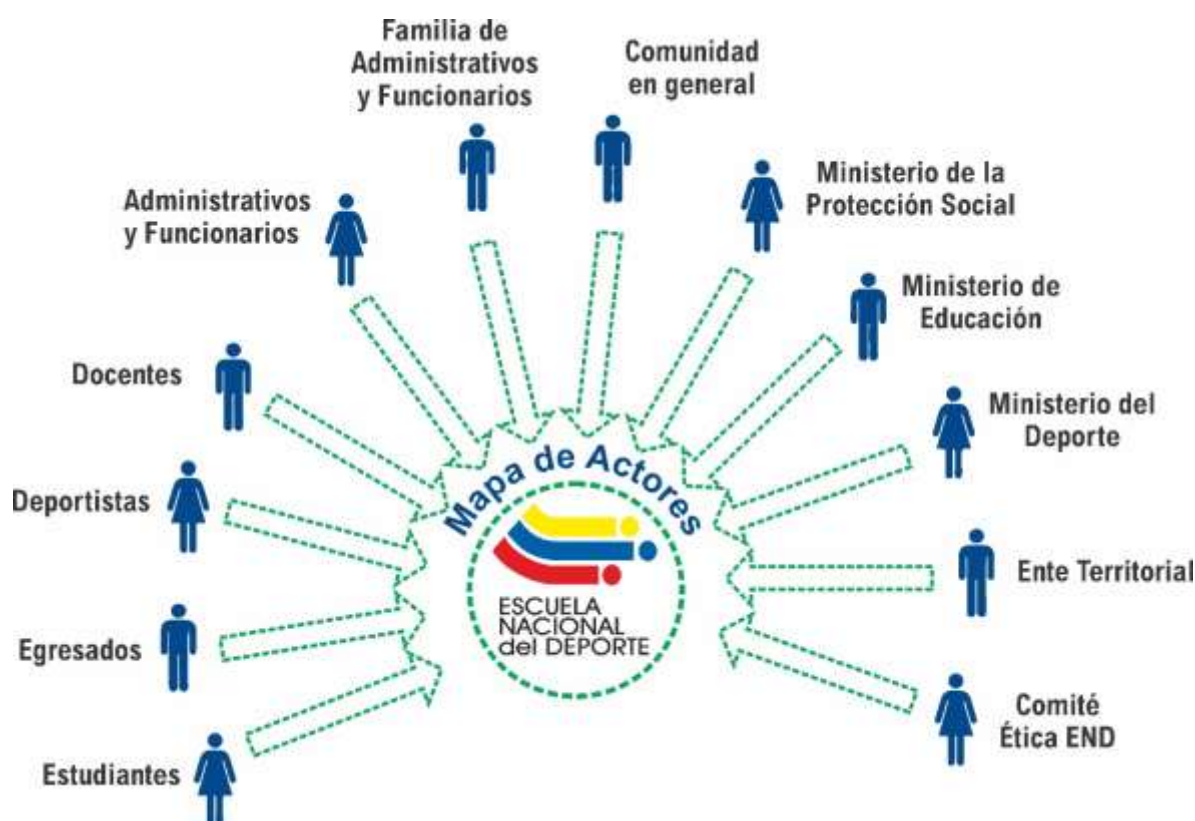 Familia de
Administrativos
y Funcionarios
Comunidad
en general
Administrativos
y Funcionarios
Ministerio de la
Protección Social
Ministerio de
Educación
Docentes
Ministerio del
Deporte
Deportistas
Mapa de Actores
ESCUELA
NACIONAL
del DEPORTE
Ente Territorial
Egresados
Comité
Ética END
Estudiantes